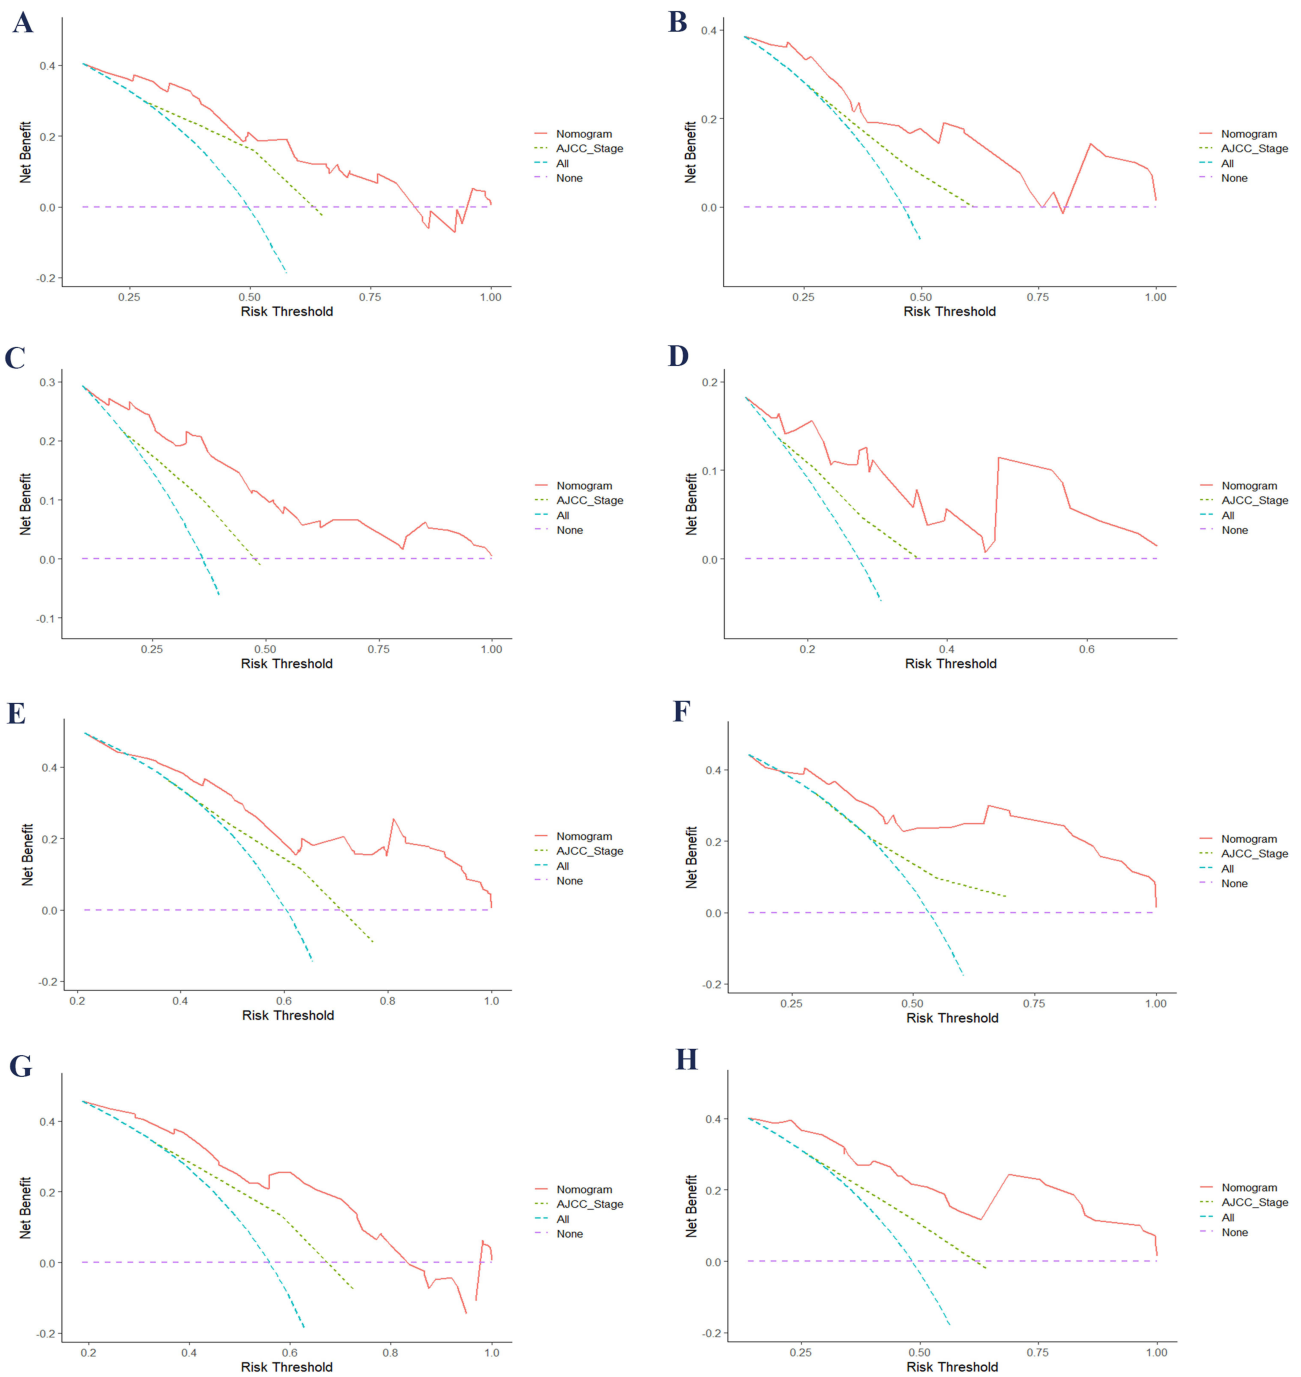 A
Net Benefit
0.4
0.2
0.0
-0.2
0.25 0.50 0.75 1.00
Risk Threshold
Nomogram
AJCC_Stage
All
None
B
Net Benefit
0.4
0.2
0.0
0.25 0.50 0.75 1.00
Risk Threshold
Nomogram
AJCC_Stage
All
None
C
Net Benefit
0.3
0.2
0.1
0.0
-0.1
0.25 0.50 0.75 1.00
Risk Threshold
Nomogram
AJCC_Stage
All
None
D
Net Benefit
0.2
0.1
0.0
0.2 0.4 0.6
Risk Threshold
Nomogram
AJCC_Stage
All
None
E
Net Benefit
0.4
0.2
0.0
-0.2
0.2 0.4 0.6 0.8 1.0
Risk Threshold
Nomogram
AJCC_Stage
All
None
F
Net Benefit
0.4
0.2
0.0
-0.2
0.25 0.50 0.75 1.00
Risk Threshold
Nomogram
AJCC_Stage
All
None
G
Net Benefit
0.4
0.2
0.0
-0.2
0.2 0.4 0.6 0.8 1.0
Risk Threshold
Nomogram
AJCC_Stage
All
None
H
Net Benefit
0.4
0.2
0.0
-0.2
0.25 0.50 0.75 1.00
Risk Threshold
Nomogram
AJCC_Stage
All
None